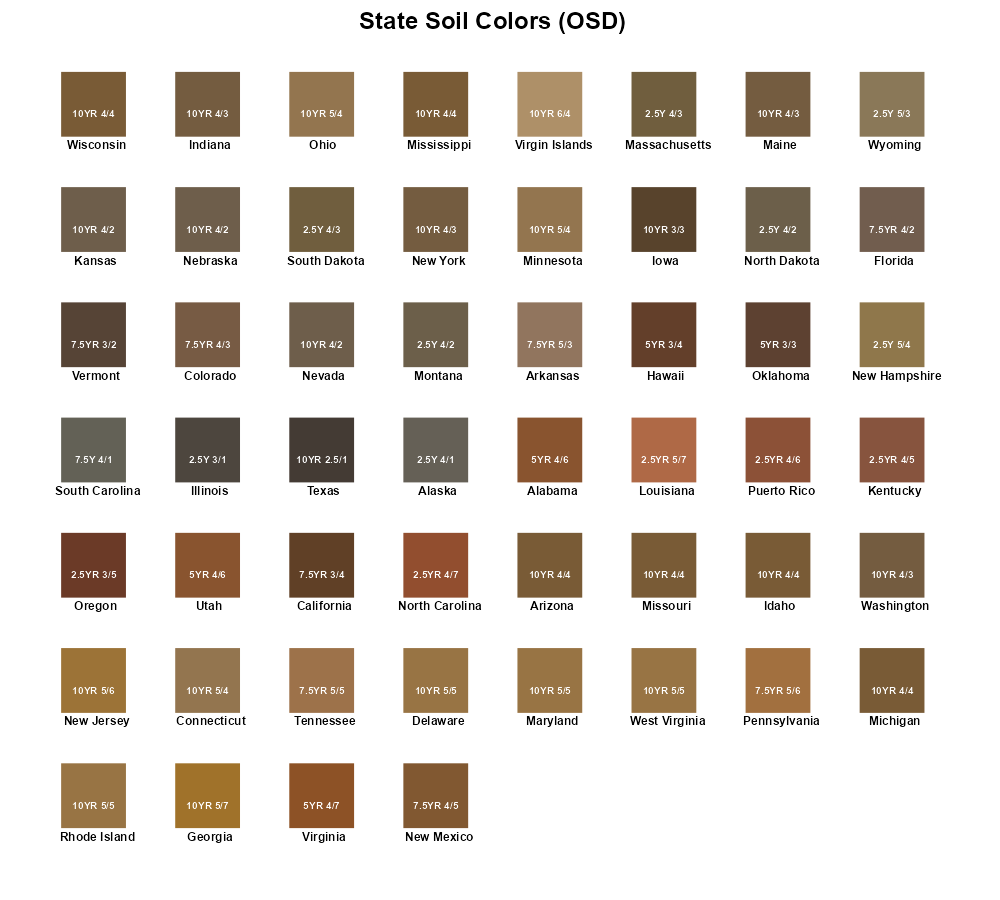 State Soil Colors (OSD)
10YR 4/4 10YR 4/3 10YR 5/4 10YR 4/4 10YR 6/4 2.5Y 4/3 10YR 4/3 2.5Y 5/3
Wisconsin Indiana Ohio Mississippi Virgin Islands Massachusetts Maine Wyoming
10YR 4/2 10YR 4/2 2.5Y 4/3 10YR 4/3 10YR 5/4 10YR 3/3 2.5Y 4/2 7.5YR 4/2
Kansas Nebraska South Dakota New York Minnesota Iowa North Dakota Florida
7.5YR 3/2 7.5YR 4/3 10YR 4/2 2.5Y 4/2 7.5YR 5/3 5YR 3/4 5YR 3/3 2.5Y 5/4
Vermont Colorado Nevada Montana Arkansas Hawaii Oklahoma New Hampshire
7.5Y 4/1 2.5Y 3/1 10YR 2.5/1 2.5Y 4/1 5YR 4/6 2.5YR 5/7 2.5YR 4/6 2.5YR 4/5
South Carolina Illinois Texas Alaska Alabama Louisiana Puerto Rico Kentucky
2.5YR 3/5 5YR 4/6 7.5YR 3/4 2.5YR 4/7 10YR 4/4 10YR 4/4 10YR 4/4 10YR 4/3
Oregon Utah California North Carolina Arizona Missouri Idaho Washington
10YR 5/6 10YR 5/4 7.5YR 5/5 10YR 5/5 10YR 5/5 10YR 5/5 7.5YR 5/6 10YR 4/4
New Jersey Connecticut Tennessee Delaware Maryland West Virginia Pennsylvania Michigan
10YR 5/5 10YR 5/7 5YR 4/7 7.5YR 4/5
Rhode Island Georgia Virginia New Mexico